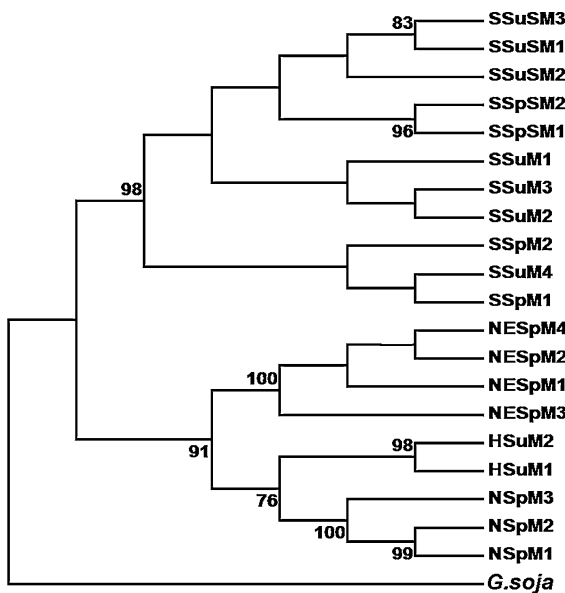 83
SSuSM3
SSuSM1
SSuSM2
SSpSM2
96
SSpSM1
SSuM1
98
SSuM3
SSuM2
SSpM2
SSuM4
SSpM1
NESpM4
NESpM2
100
NESpM1
NESpM3
91
98
HSuM2
HSuM1
76
NSpM3
100
NSpM2
99
NSpM1
G.soja